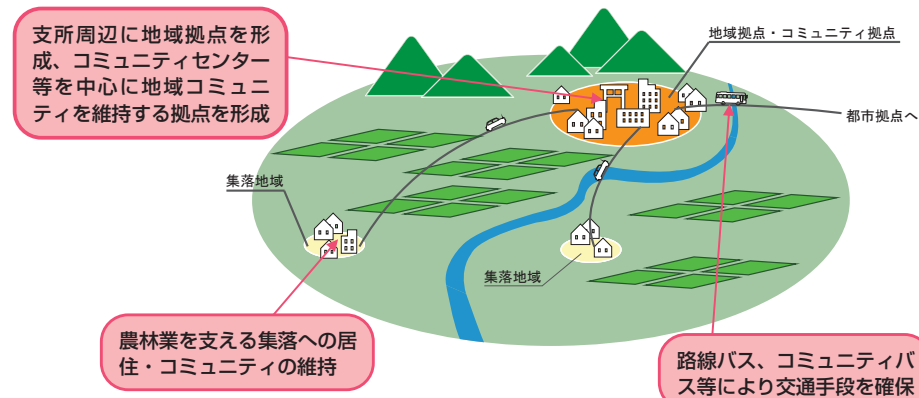 支所周辺に地域拠点を形
成、コミュニティセンター
等を中心に地域コミュニ
ティを維持する拠点を形成
地域拠点・コミュニティ拠点
都市拠点へ
集落地域
集落地域
農林業を支える集落への居
住・コミュニティの維持
路線バス、コミュニティバ
ス等により交通手段を確保